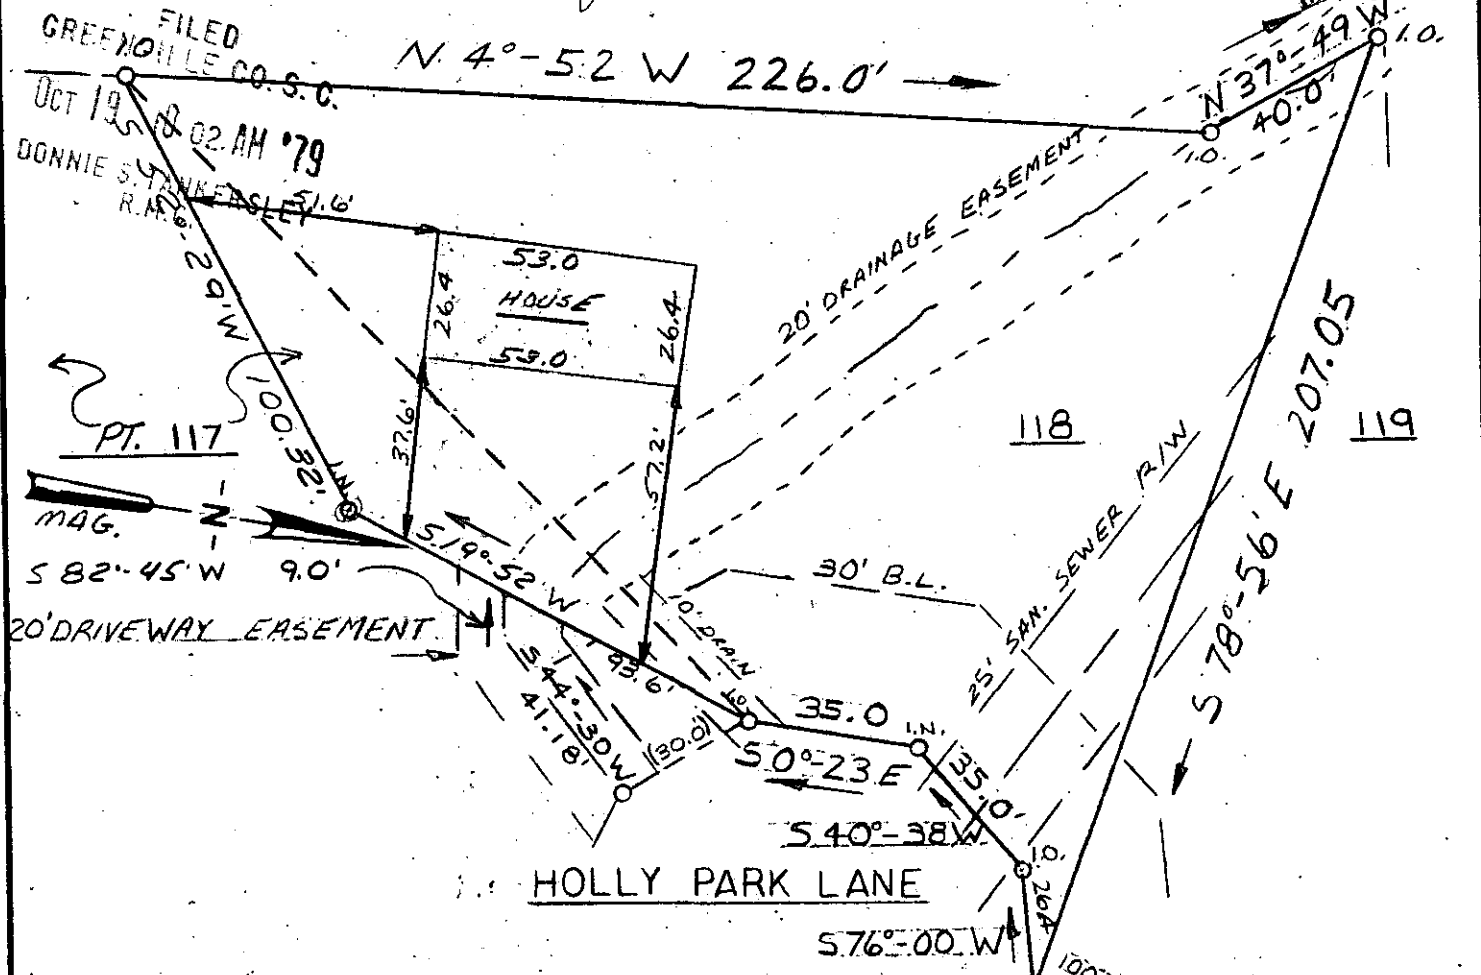 FILED
GREENVILLE CO. S. C.
OCT 19 8 02 AM '79
DONNIE S. TANKERSLEY
R.M.C.
N. 4°-52 W 226.0'
N 37°-49 W
40.0'
I.O.
I.O.
20' DRAINAGE EASEMENT
51.6'
53.0
26.4
HOUSE
26.4
53.0
37.6'
57.2'
100.32'
PT. 117
118
119
S 78°-56' E 207.05
25' SAN. SEWER R/W
I.N.
MAG.
N
S 82°-45' W 9.0'
20' DRIVEWAY EASEMENT
S.19°-52 W
93.6'
30' B.L.
DRAIN
S 44°-30 W
41.18'
(30.0)
I.O.
35.0
I.N.
S 0°-23 E
35.0'
S 40°-38 W
I.O.
HOLLY PARK LANE
S 76°-00 W